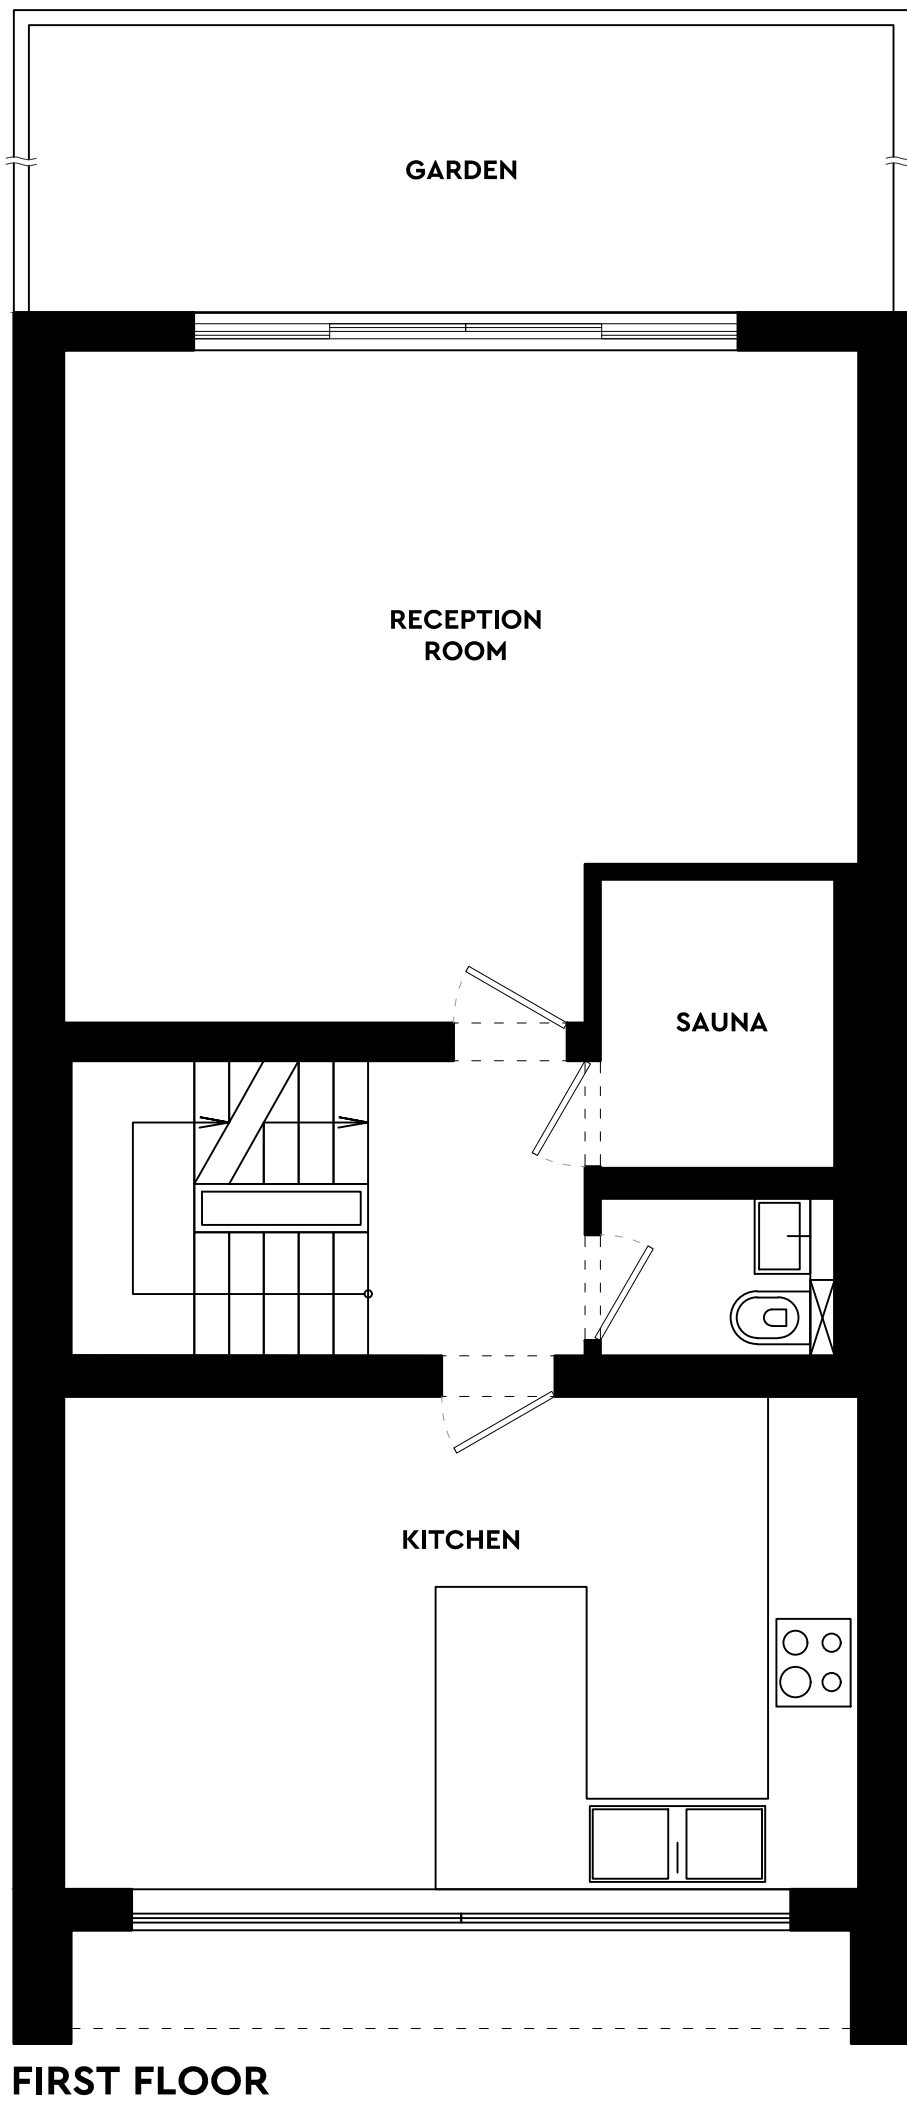 GARDEN
RECEPTION
ROOM
SAUNA
KITCHEN
FIRST FLOOR